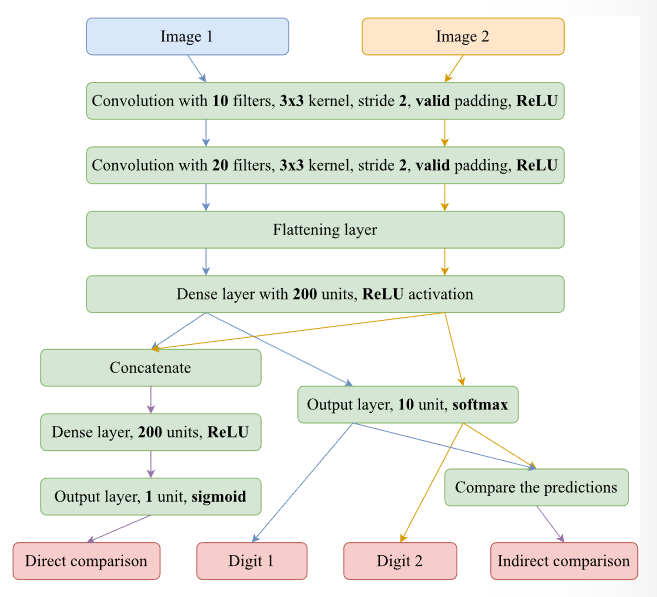 Image 1
Image 2
Convolution with 10 filters, 3x3 kernel, stride 2, valid padding, ReLU
Convolution with 20 filters, 3x3 kernel, stride 2, valid padding, ReLU
Flattening layer
Dense layer with 200 units, ReLU activation
Concatenate
Output layer, 10 unit, softmax
Dense layer, 200 units, ReLU
Compare the predictions
Output layer, 1 unit, sigmoid
Direct comparison
Digit 1
Digit 2
Indirect comparison